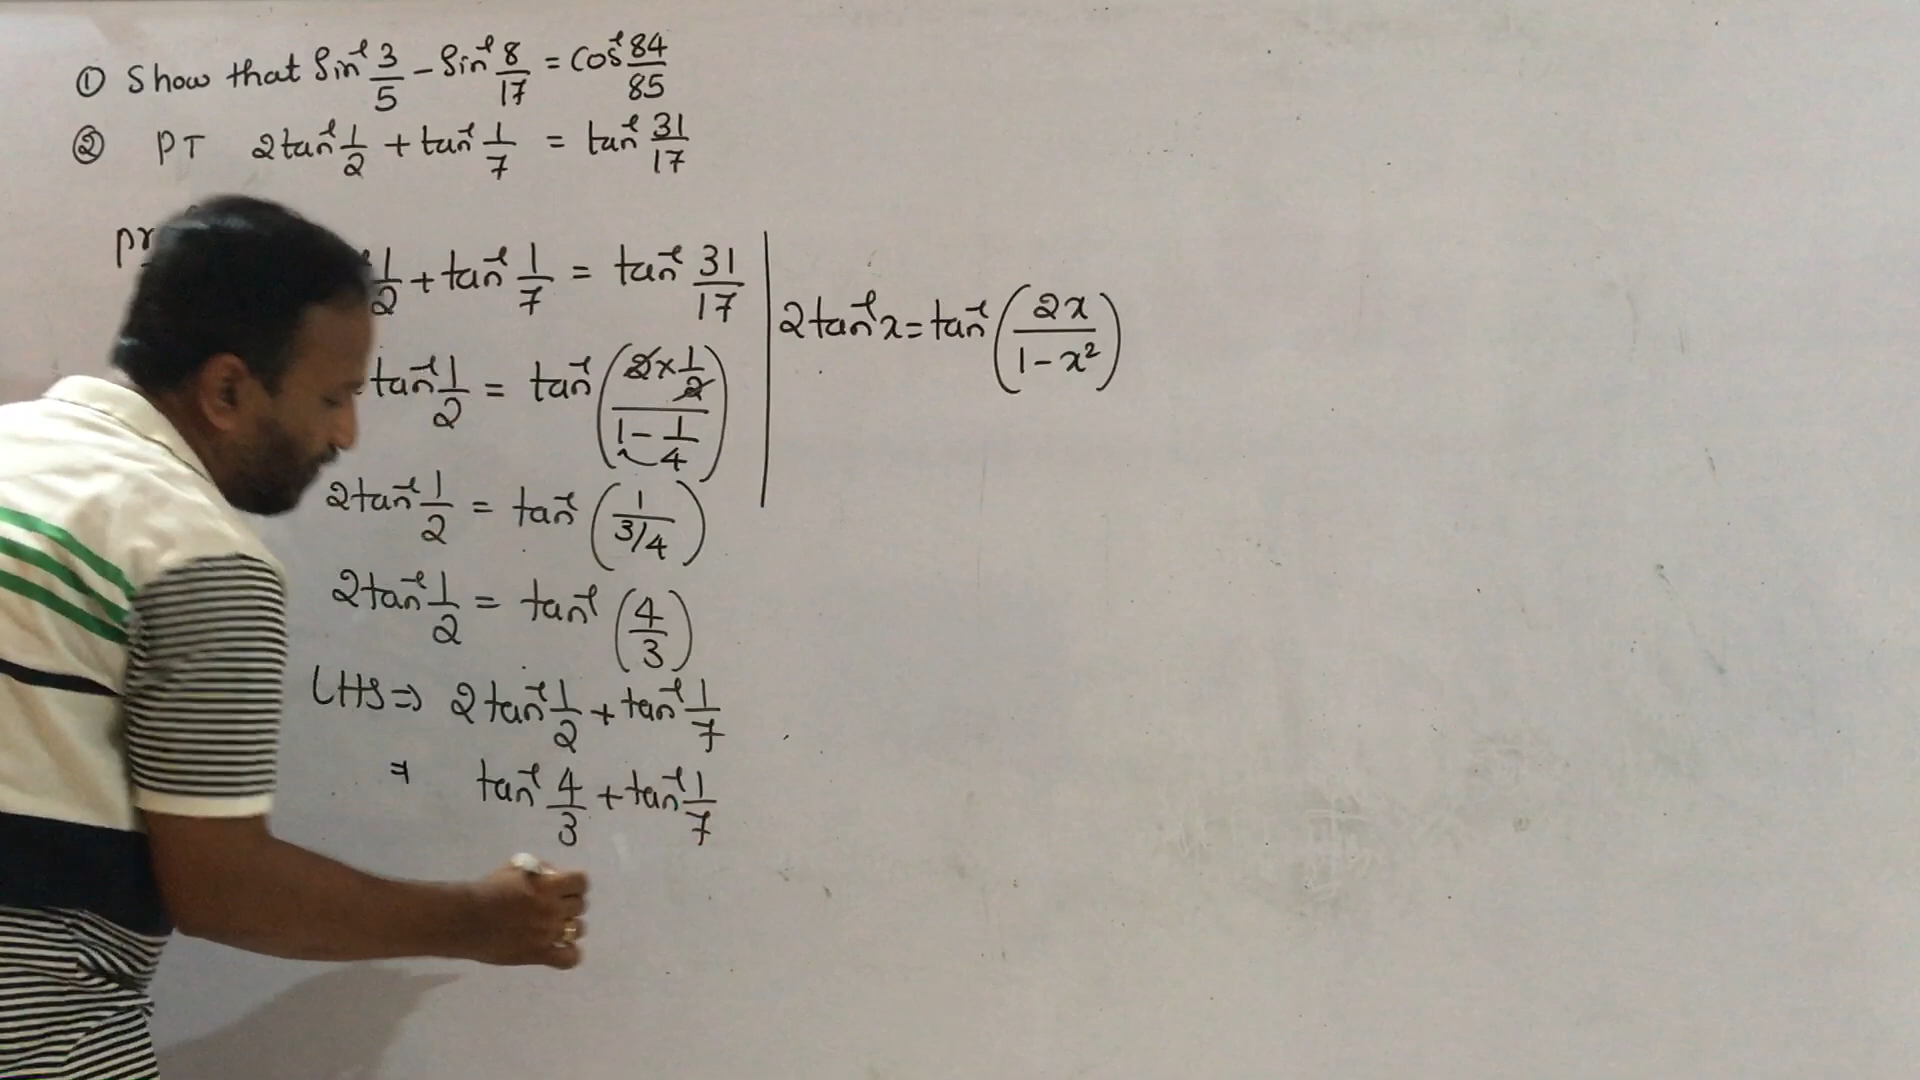 ① Show that Sin⁻¹ 3/5 - Sin⁻¹ 8/17 = Cos⁻¹ 84/85
② PT 2tan⁻¹ 1/2 + tan⁻¹ 1/7 = tan⁻¹ 31/17
1/2 + tan⁻¹ 1/7 = tan⁻¹ 31/17
tan⁻¹ 1/2 = tan⁻¹ ((2×1/2)/(1-1/4))
2tan⁻¹ 1/2 = tan⁻¹ (1/(3/4))
2tan⁻¹ 1/2 = tan⁻¹ (4/3)
LHS ⇒ 2tan⁻¹ 1/2 + tan⁻¹ 1/7
= tan⁻¹ 4/3 + tan⁻¹ 1/7
2tan⁻¹x = tan⁻¹ (2x/(1-x²))